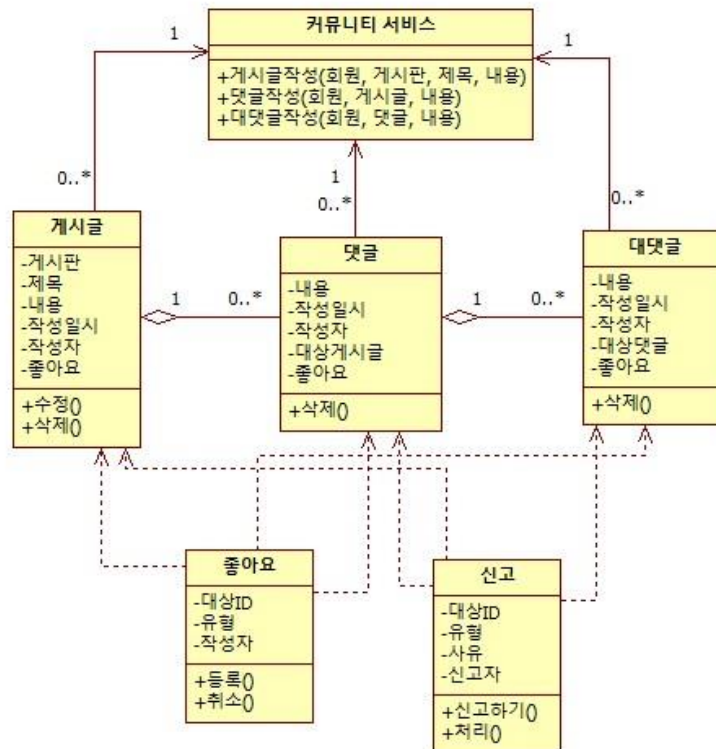 커뮤니티 서비스
+게시글작성(회원, 게시판, 제목, 내용)
+댓글작성(회원, 게시글, 내용)
+대댓글작성(회원, 댓글, 내용)
1
1
1
0..*
0..*
0..*
게시글
-게시판
-제목
-내용
-작성일시
-작성자
-좋아요
+수정()
+삭제()
1
0..*
댓글
-내용
-작성일시
-작성자
-대상게시글
-좋아요
+삭제()
1
0..*
대댓글
-내용
-작성일시
-작성자
-대상댓글
-좋아요
+삭제()
좋아요
-대상ID
-유형
-작성자
+등록()
+취소()
신고
-대상ID
-유형
-사유
-신고자
+신고하기()
+처리()